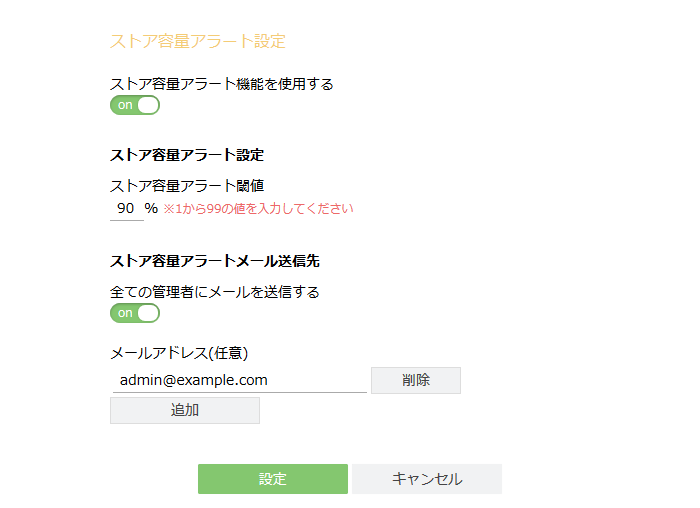 ストア容量アラート設定
ストア容量アラート機能を使用する
on
ストア容量アラート設定
ストア容量アラート閾値
90 % ※1から99の値を入力してください
ストア容量アラートメール送信先
全ての管理者にメールを送信する
on
メールアドレス(任意)
admin@example.com 削除
追加
設定 キャンセル